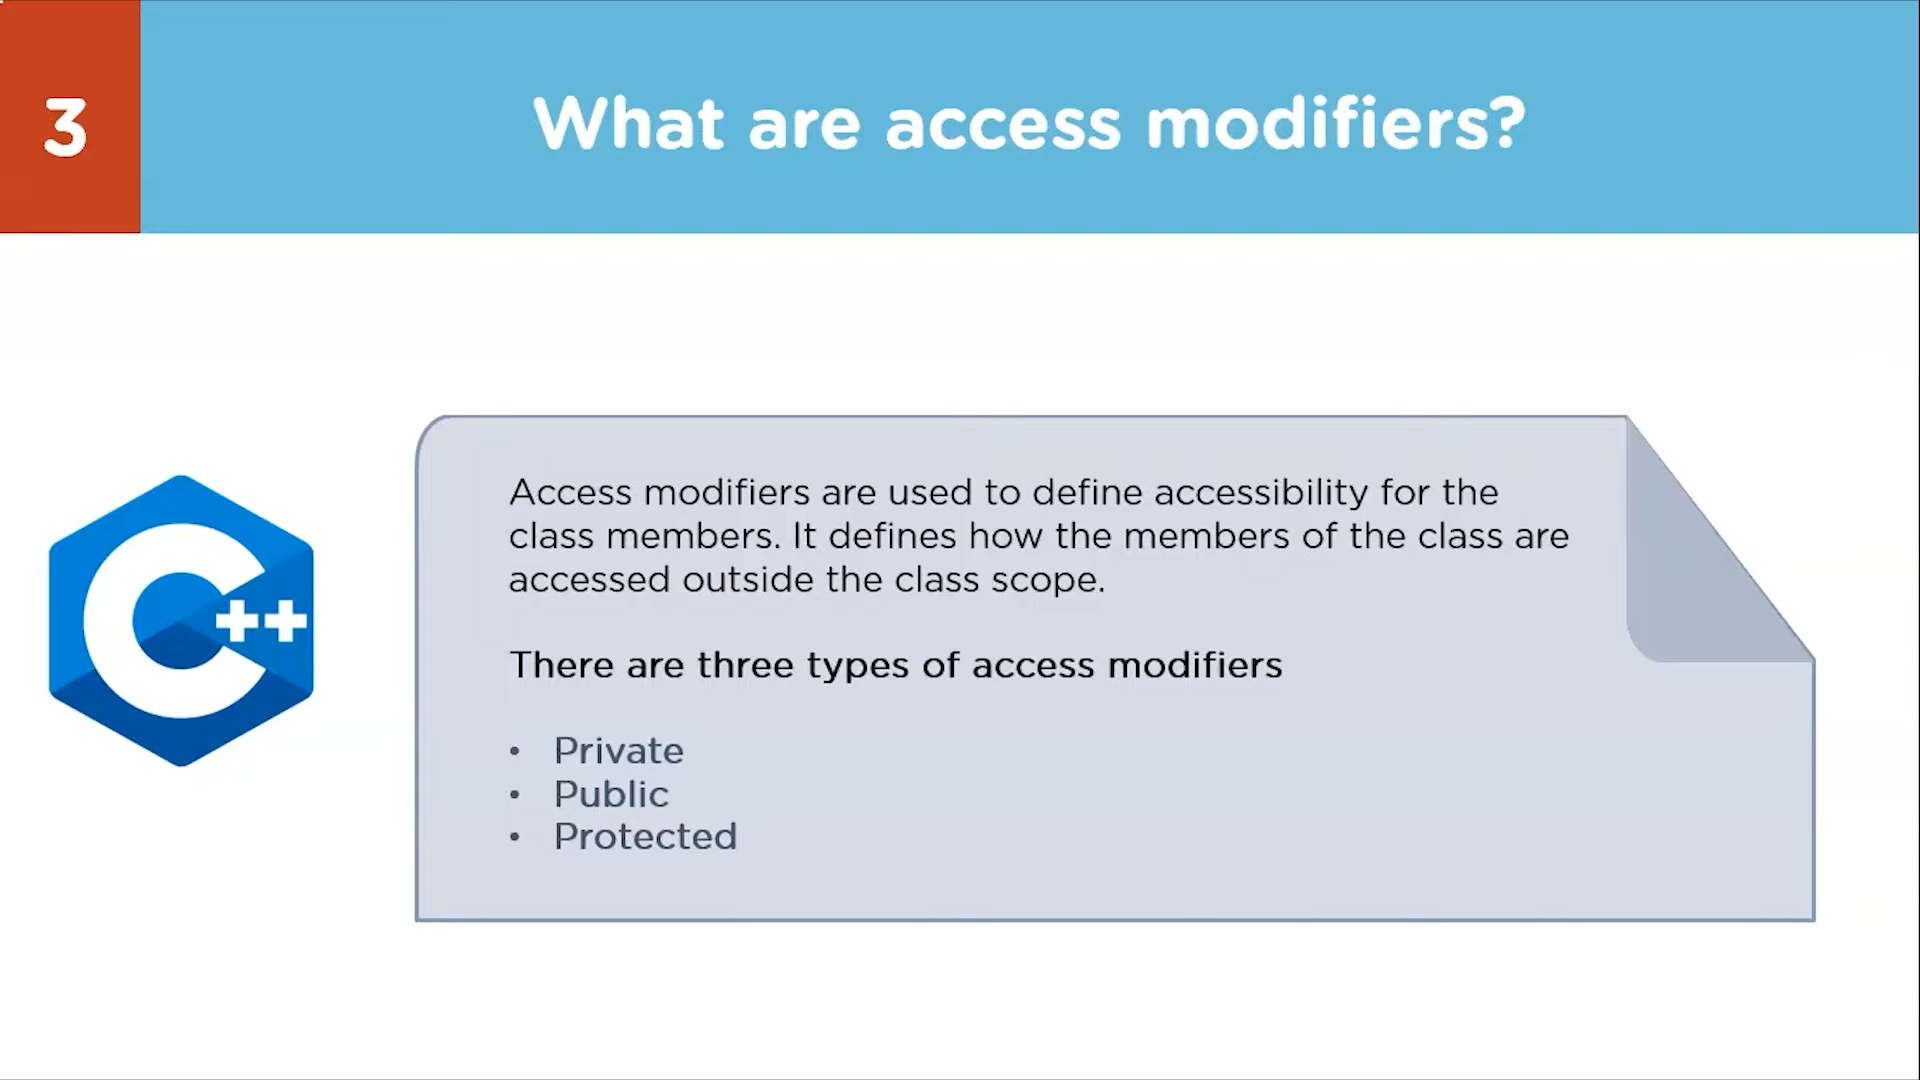 3
What are access modifiers?
Access modifiers are used to define accessibility for the
class members. It defines how the members of the class are
accessed outside the class scope.
There are three types of access modifiers
• Private
• Public
• Protected
C++